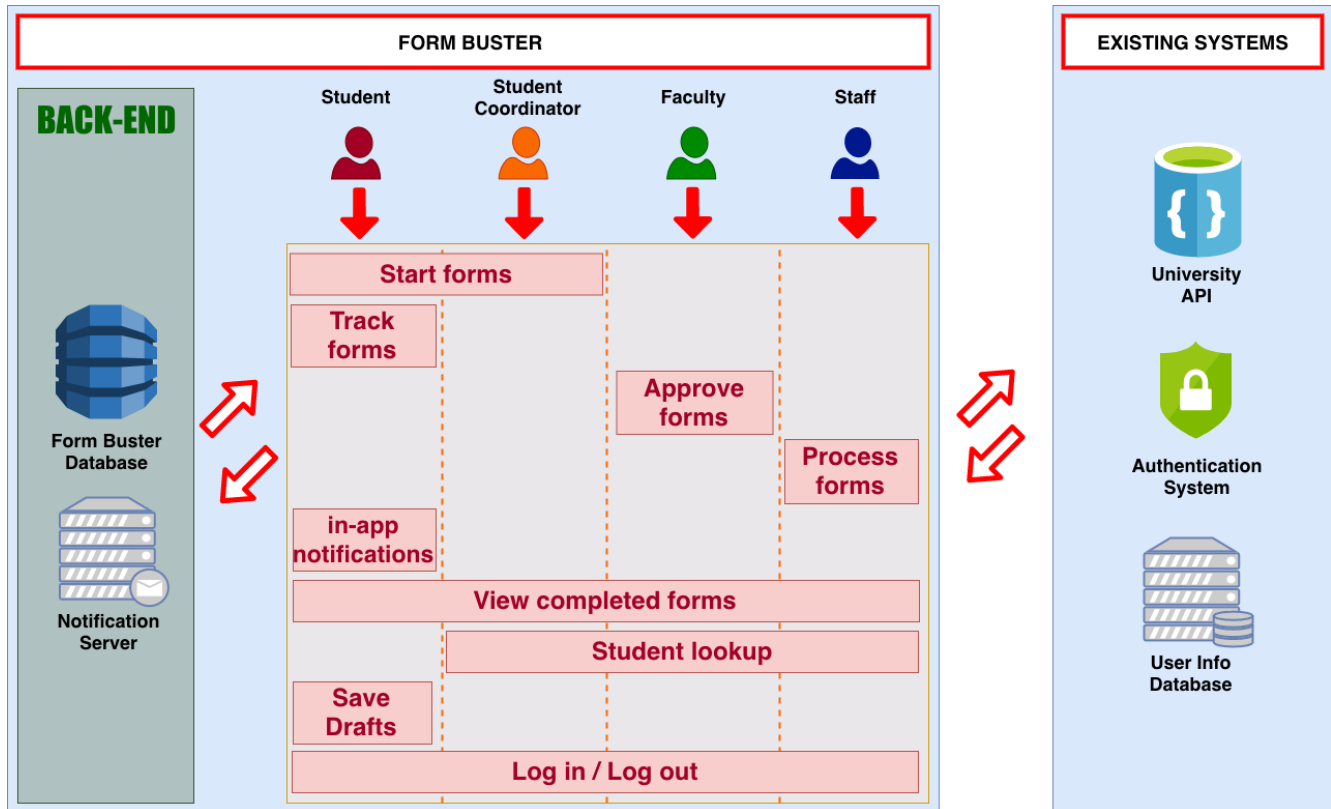 FORM BUSTER
EXISTING SYSTEMS
BACK-END
Student
Student
Coordinator
Faculty
Staff
Start forms
Track
forms
Approve
forms
Process
forms
in-app
notifications
View completed forms
Student lookup
Save
Drafts
Log in / Log out
Form Buster
Database
Notification
Server
{ }
University
API
Authentication
System
User Info
Database